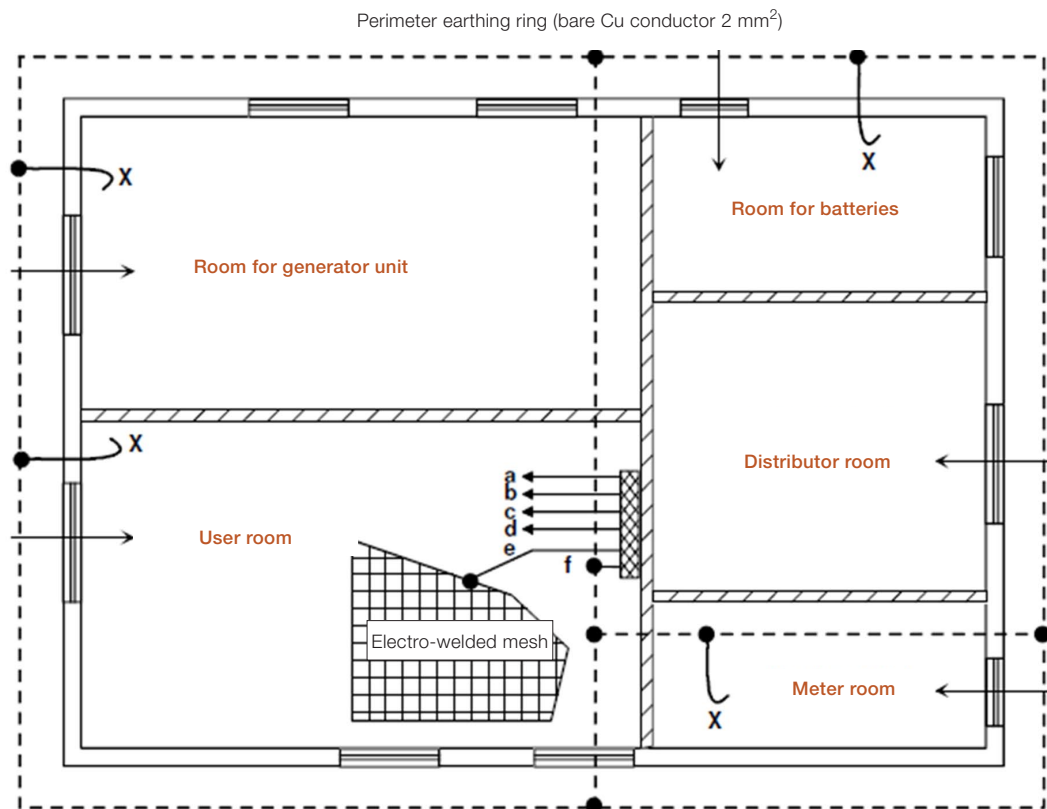 Perimeter earthing ring (bare Cu conductor 2 mm²)
X
X
Room for batteries
Room for generator unit
X
a
b
c
d
e
f
Distributor room
User room
Electro-welded mesh
Meter room
X